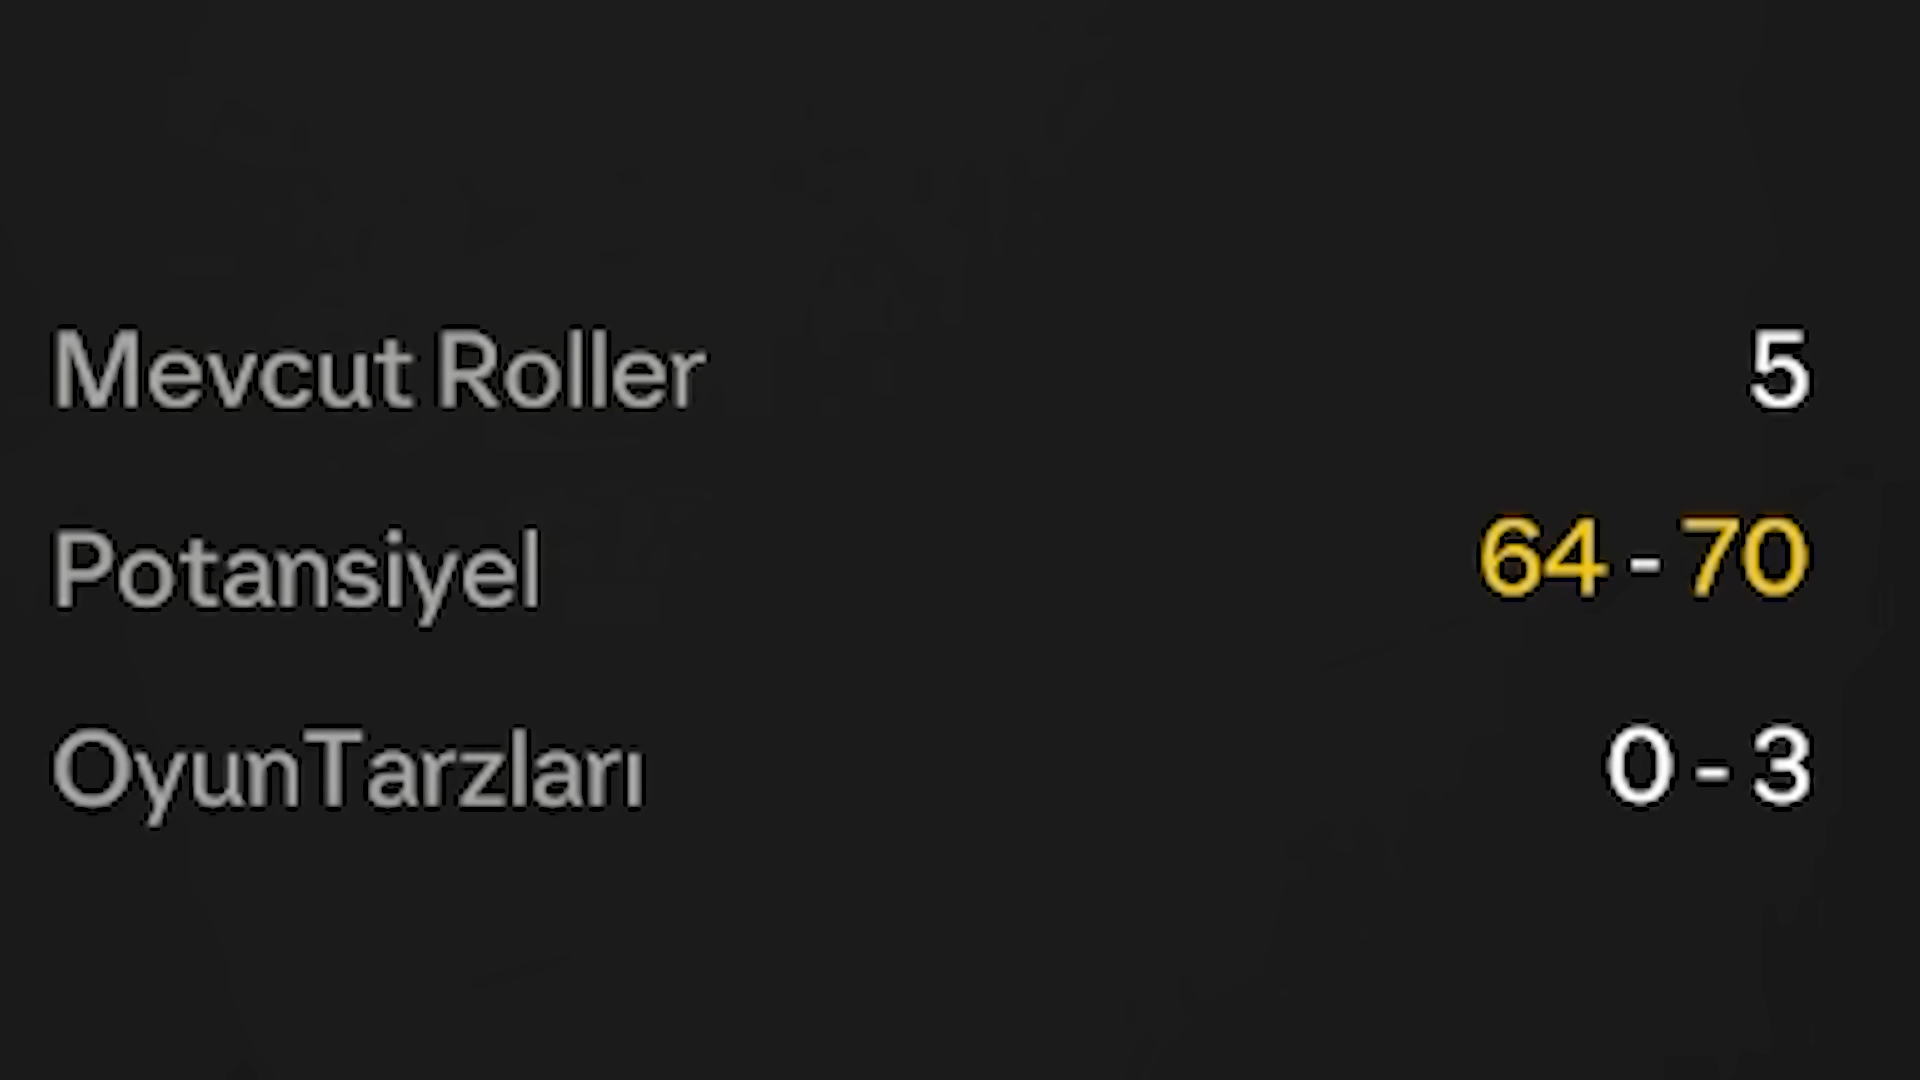 Mevcut Roller 5
Potansiyel 64 - 70
OyunTarzları 0 - 3